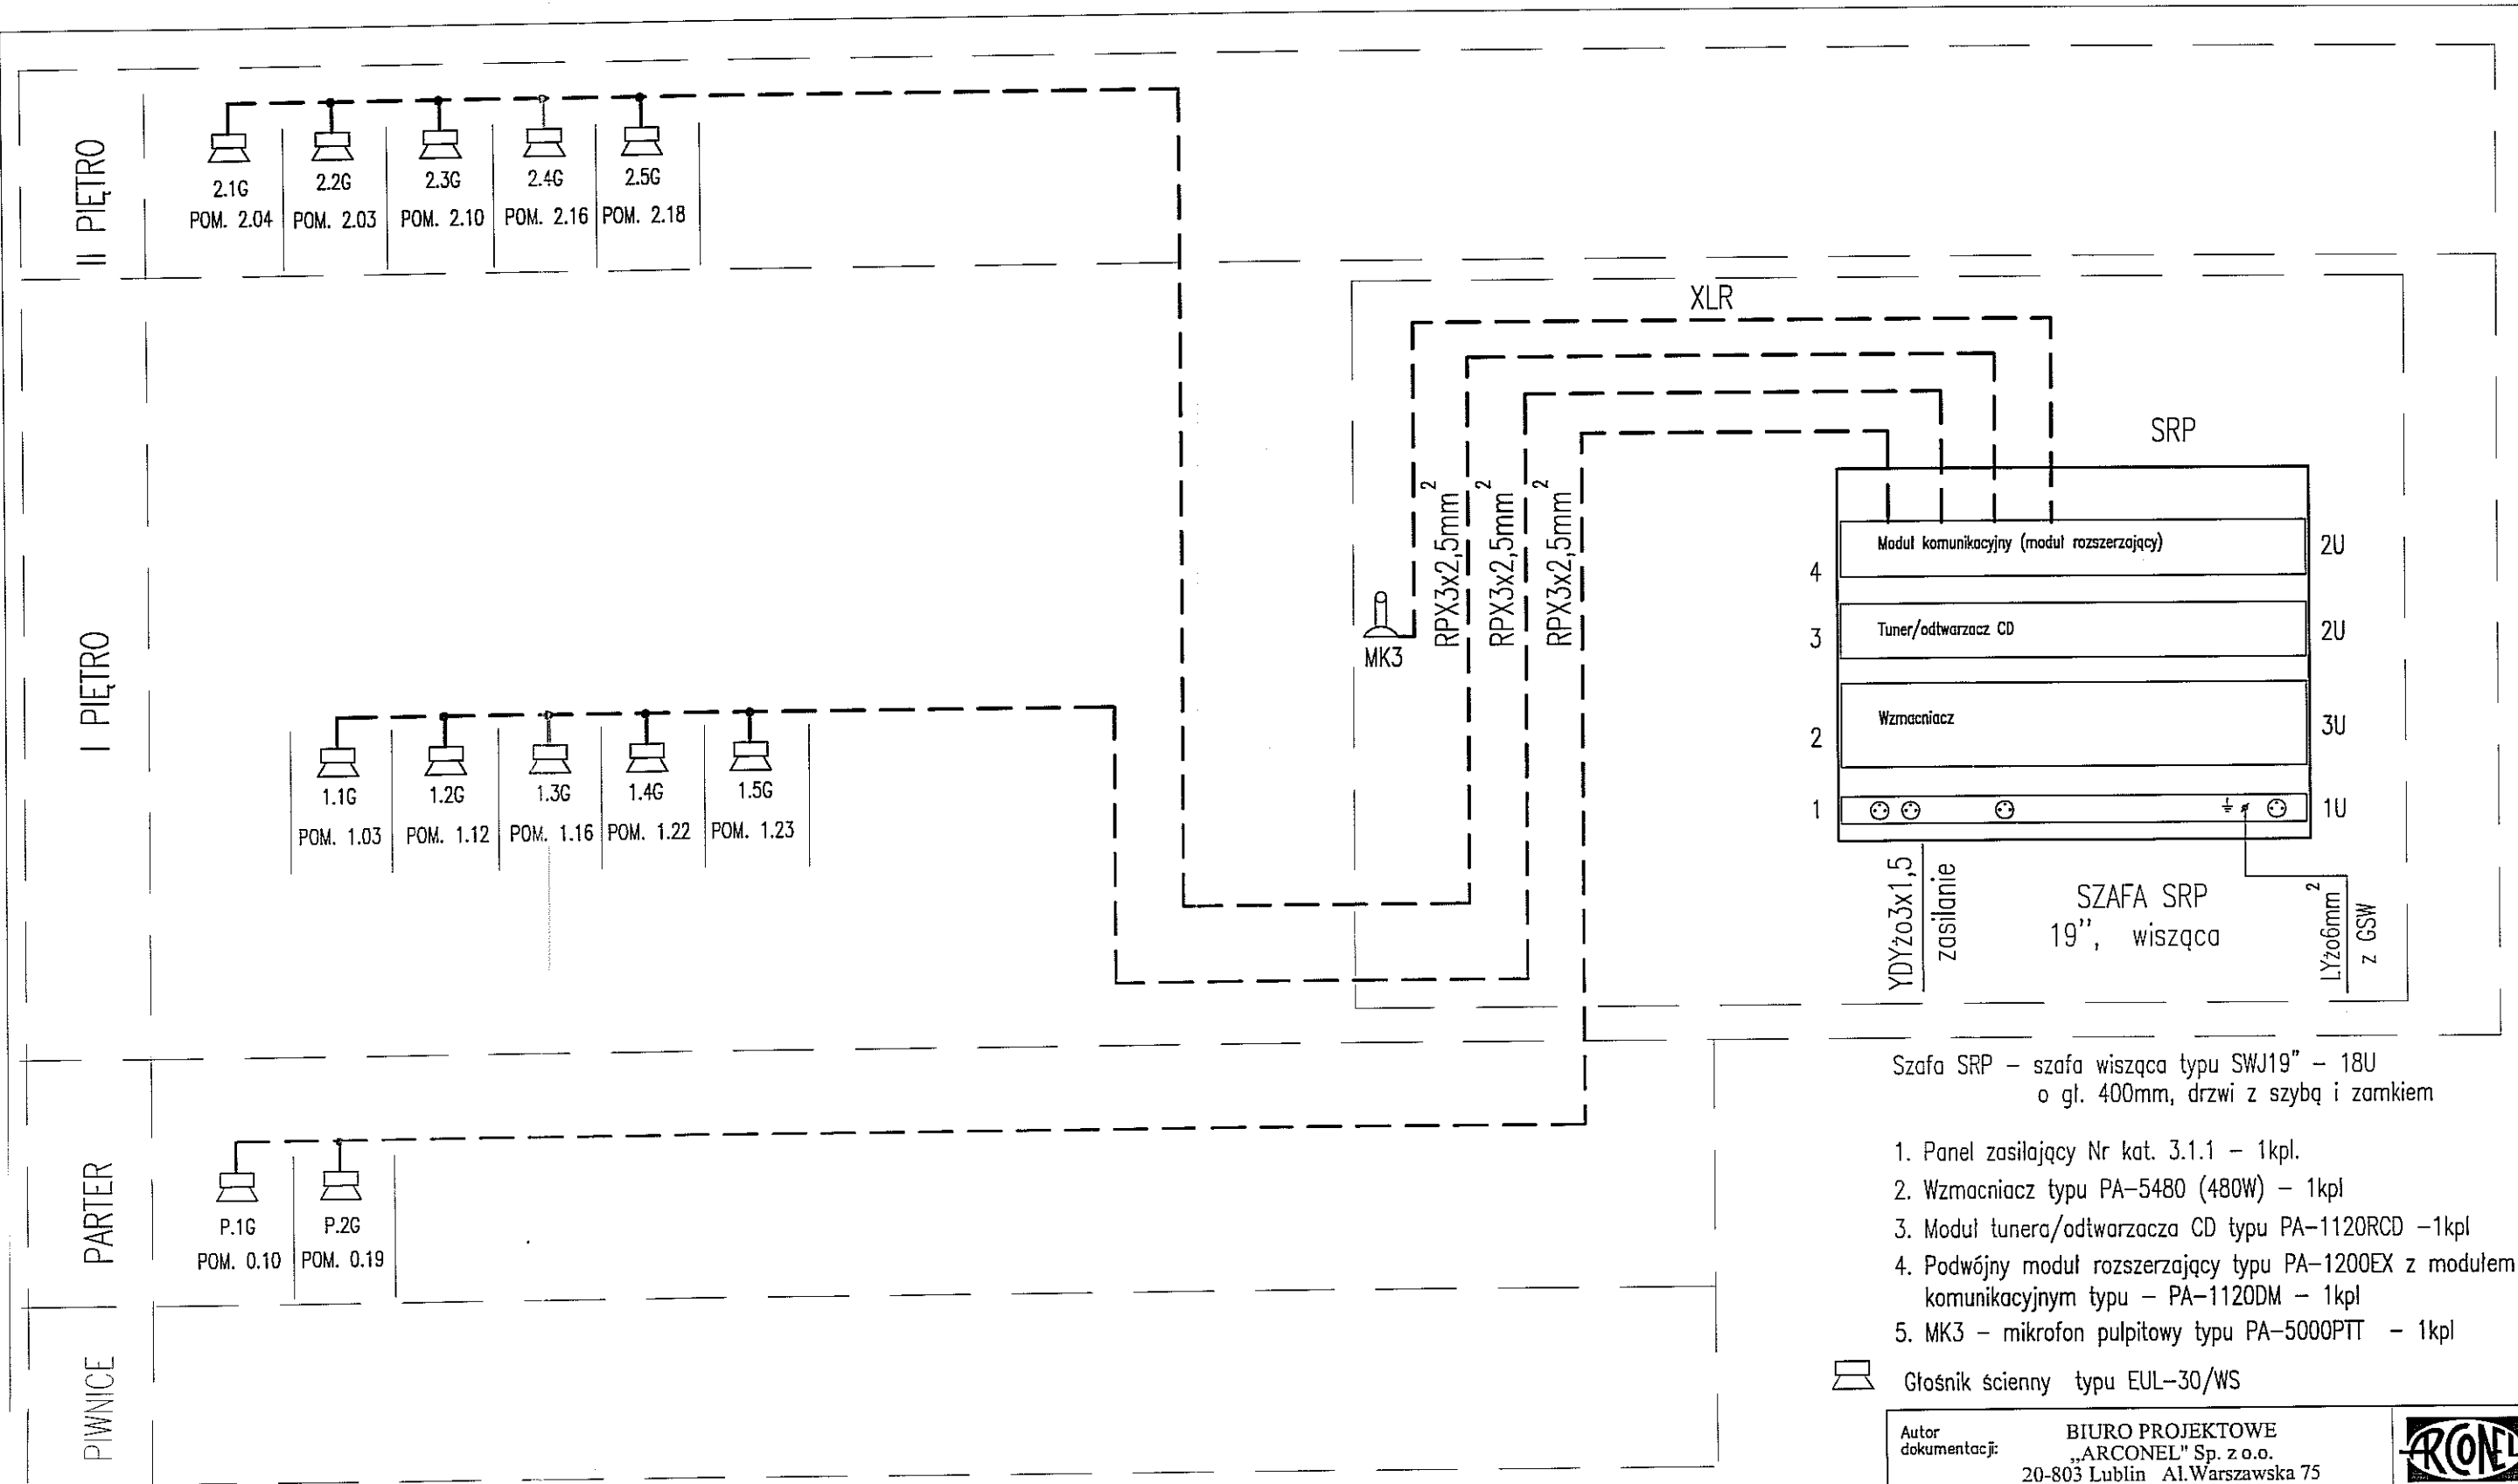 II PIĘTRO
2.1G
POM. 2.04
2.2G
POM. 2.03
2.3G
POM. 2.10
2.4G
POM. 2.16
2.5G
POM. 2.18
I PIĘTRO
1.1G
POM. 1.03
1.2G
POM. 1.12
1.3G
POM. 1.16
1.4G
POM. 1.22
1.5G
POM. 1.23
XLR
MK3
RPX3x2,5mm²
RPX3x2,5mm²
RPX3x2,5mm²
SRP
4
Moduł komunikacyjny (moduł rozszerzający)
2U
3
Tuner/odtwarzacz CD
2U
2
Wzmacniacz
3U
1
1U
YDYżo3x1,5
zasilanie
SZAFA SRP
19", wisząca
LYżo6mm²
z GSW
PARTER
P.1G
POM. 0.10
P.2G
POM. 0.19
PIWNICE
Szafa SRP – szafa wisząca typu SWJ19" – 18U
o gł. 400mm, drzwi z szybą i zamkiem
1. Panel zasilający Nr kat. 3.1.1 – 1kpl.
2. Wzmacniacz typu PA–5480 (480W) – 1kpl
3. Moduł tunera/odtwarzacza CD typu PA–1120RCD –1kpl
4. Podwójny moduł rozszerzający typu PA–1200EX z modułem
komunikacyjnym typu – PA–1120DM – 1kpl
5. MK3 – mikrofon pulpitowy typu PA–5000PTT – 1kpl
Głośnik ścienny typu EUL–30/WS
Autor
dokumentacji:
BIURO PROJEKTOWE
„ARCONEL" Sp. z o.o.
20-803 Lublin Al.Warszawska 75
ARCONEL